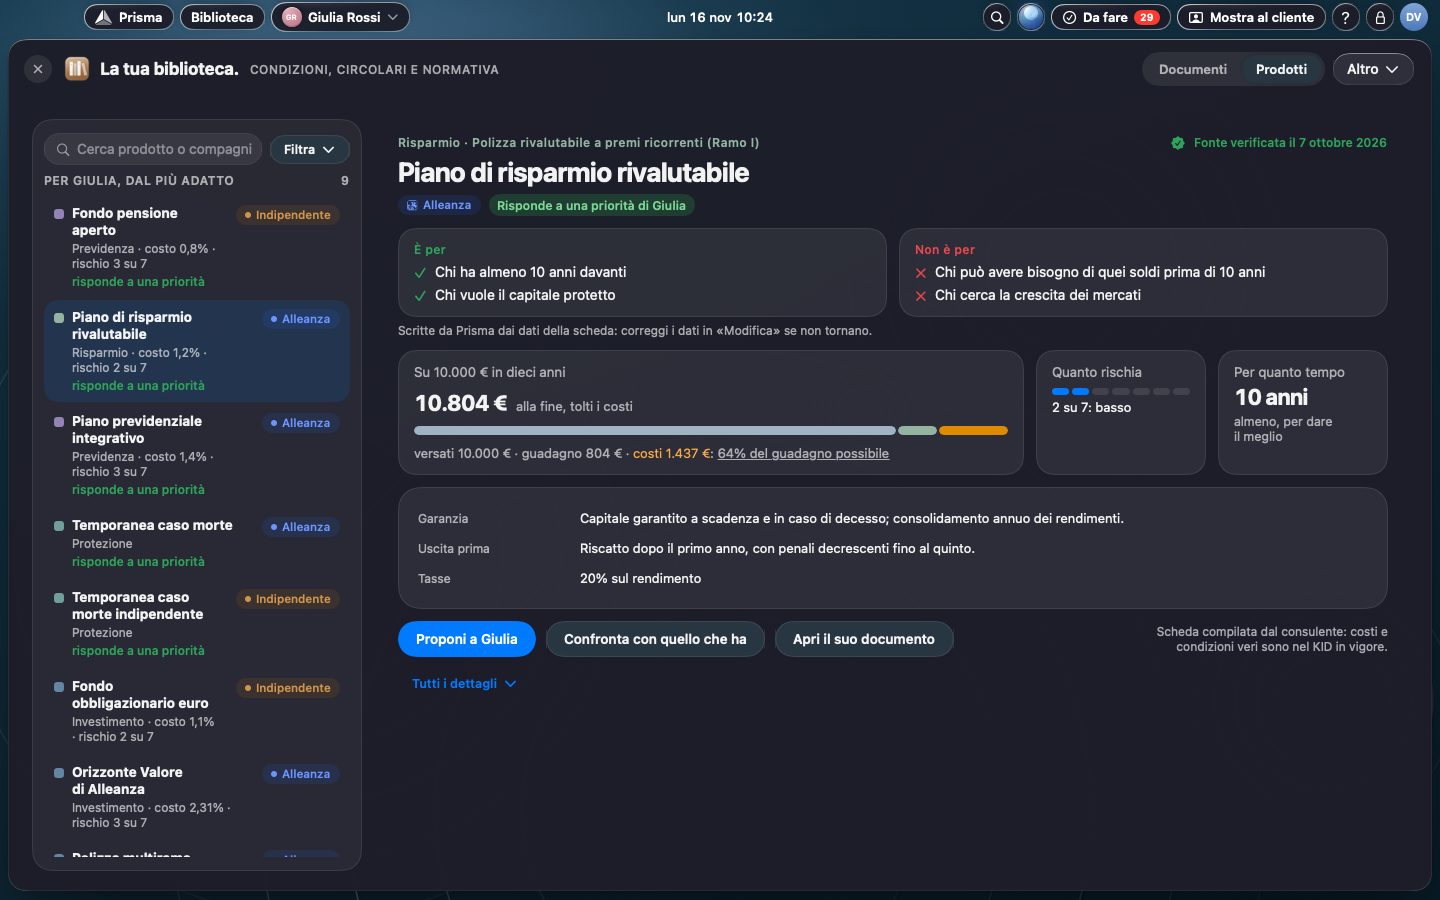 Prisma
Biblioteca
GR Giulia Rossi
lun 16 nov 10:24
Da fare 29
Mostra al cliente
?
DV
La tua biblioteca. CONDIZIONI, CIRCOLARI E NORMATIVA
Documenti
Prodotti
Altro
Cerca prodotto o compagni
Filtra
PER GIULIA, DAL PIÙ ADATTO 9
Fondo pensione
aperto
Indipendente
Previdenza · costo 0,8% ·
rischio 3 su 7
risponde a una priorità
Piano di risparmio
rivalutabile
Alleanza
Risparmio · costo 1,2% ·
rischio 2 su 7
risponde a una priorità
Piano previdenziale
integrativo
Alleanza
Previdenza · costo 1,4% ·
rischio 3 su 7
risponde a una priorità
Temporanea caso morte
Alleanza
Protezione
risponde a una priorità
Temporanea caso
morte indipendente
Indipendente
Protezione
risponde a una priorità
Fondo
obbligazionario euro
Indipendente
Investimento · costo 1,1%
· rischio 2 su 7
Orizzonte Valore
di Alleanza
Alleanza
Investimento · costo 2,31% ·
rischio 3 su 7
Risparmio · Polizza rivalutabile a premi ricorrenti (Ramo I)
Fonte verificata il 7 ottobre 2026
Piano di risparmio rivalutabile
Alleanza
Risponde a una priorità di Giulia
È per
Chi ha almeno 10 anni davanti
Chi vuole il capitale protetto
Non è per
Chi può avere bisogno di quei soldi prima di 10 anni
Chi cerca la crescita dei mercati
Scritte da Prisma dai dati della scheda: correggi i dati in «Modifica» se non tornano.
Su 10.000 € in dieci anni
10.804 € alla fine, tolti i costi
versati 10.000 € · guadagno 804 € · costi 1.437 €: 64% del guadagno possibile
Quanto rischia
2 su 7: basso
Per quanto tempo
10 anni
almeno, per dare
il meglio
Garanzia Capitale garantito a scadenza e in caso di decesso; consolidamento annuo dei rendimenti.
Uscita prima Riscatto dopo il primo anno, con penali decrescenti fino al quinto.
Tasse 20% sul rendimento
Proponi a Giulia
Confronta con quello che ha
Apri il suo documento
Scheda compilata dal consulente: costi e
condizioni veri sono nel KID in vigore.
Tutti i dettagli